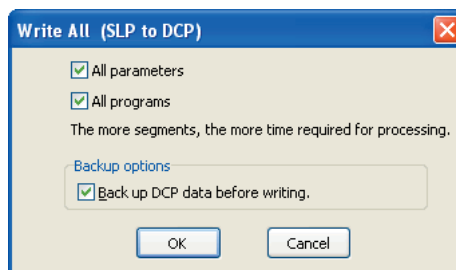 Write All (SLP to DCP)
All parameters
All programs
The more segments, the more time required for processing.
Backup options
Back up DCP data before writing.
OK Cancel